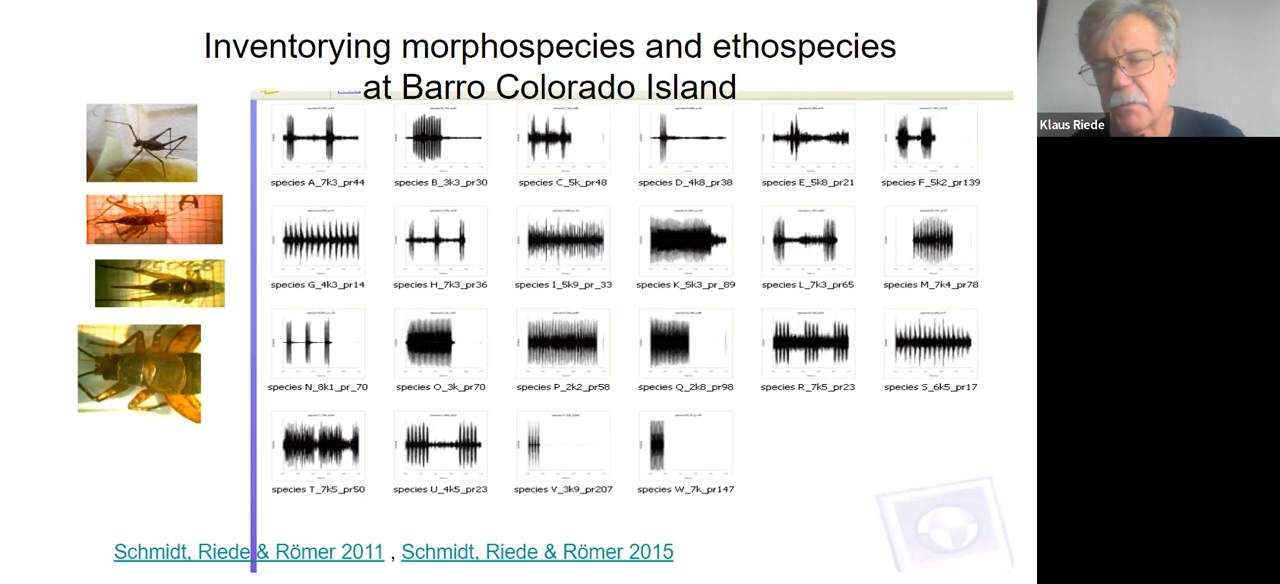 Inventorying morphospecies and ethospecies
at Barro Colorado Island
Klaus Riede
species A_7k3_pr44
species B_3k3_pr30
species C_5k_pr48
species D_4k8_pr38
species E_5k8_pr21
species F_5k2_pr139
species G_4k3_pr14
species H_7k3_pr36
species I_5k9_pr_33
species K_5k3_pr_89
species L_7k3_pr65
species M_7k4_pr78
species N_8k1_pr_70
species O_3k_pr70
species P_2k2_pr58
species Q_2k8_pr98
species R_7k5_pr23
species S_6k5_pr17
species T_7k5_pr50
species U_4k5_pr23
species V_3k9_pr207
species W_7k_pr147
Schmidt, Riede & Römer 2011 , Schmidt, Riede & Römer 2015